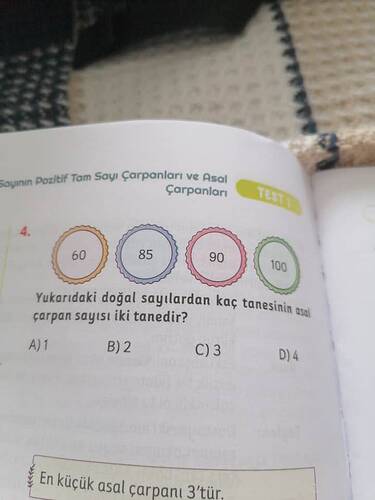 Sayının Pozitif Tam Sayı Çarpanları ve Asal
Çarpanları
TEST 1
4.
60 85 90 100
Yukarıdaki doğal sayılardan kaç tanesinin asal
çarpan sayısı iki tanedir?
A) 1 B) 2 C) 3 D) 4
En küçük asal çarpanı 3'tür.